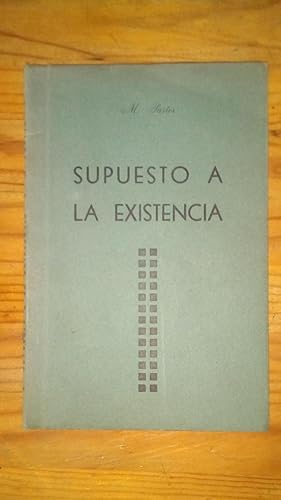 M.
SUPUESTO A
LA EXISTENCIA